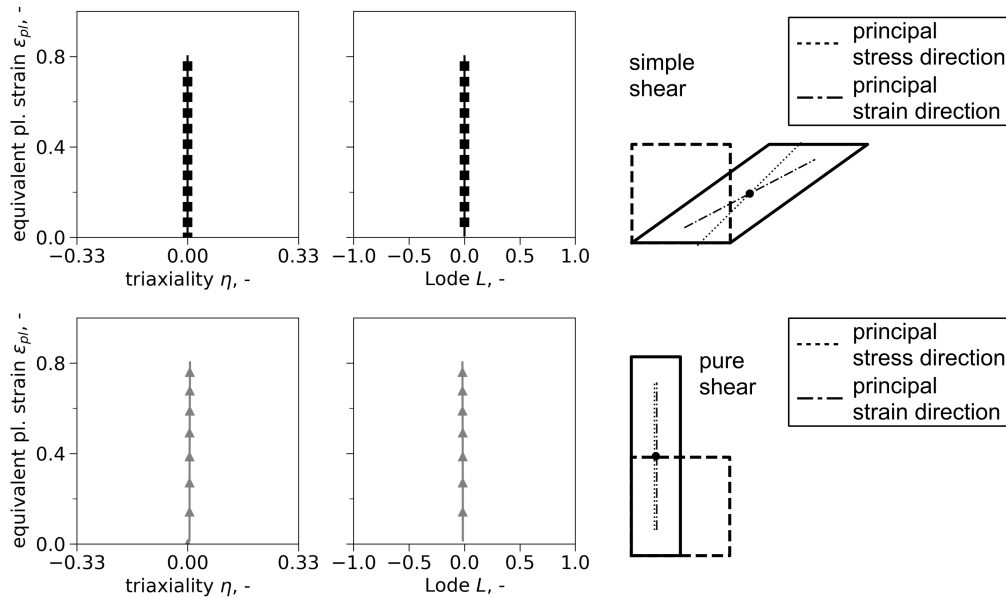 equivalent pl. strain εpl, -
0.8
0.4
0.0
−0.33 0.00 0.33
triaxiality η, -
−1.0 −0.5 0.0 0.5 1.0
Lode L, -
simple
shear
principal
stress direction
principal
strain direction
equivalent pl. strain εpl, -
0.8
0.4
0.0
−0.33 0.00 0.33
triaxiality η, -
−1.0 −0.5 0.0 0.5 1.0
Lode L, -
pure
shear
principal
stress direction
principal
strain direction